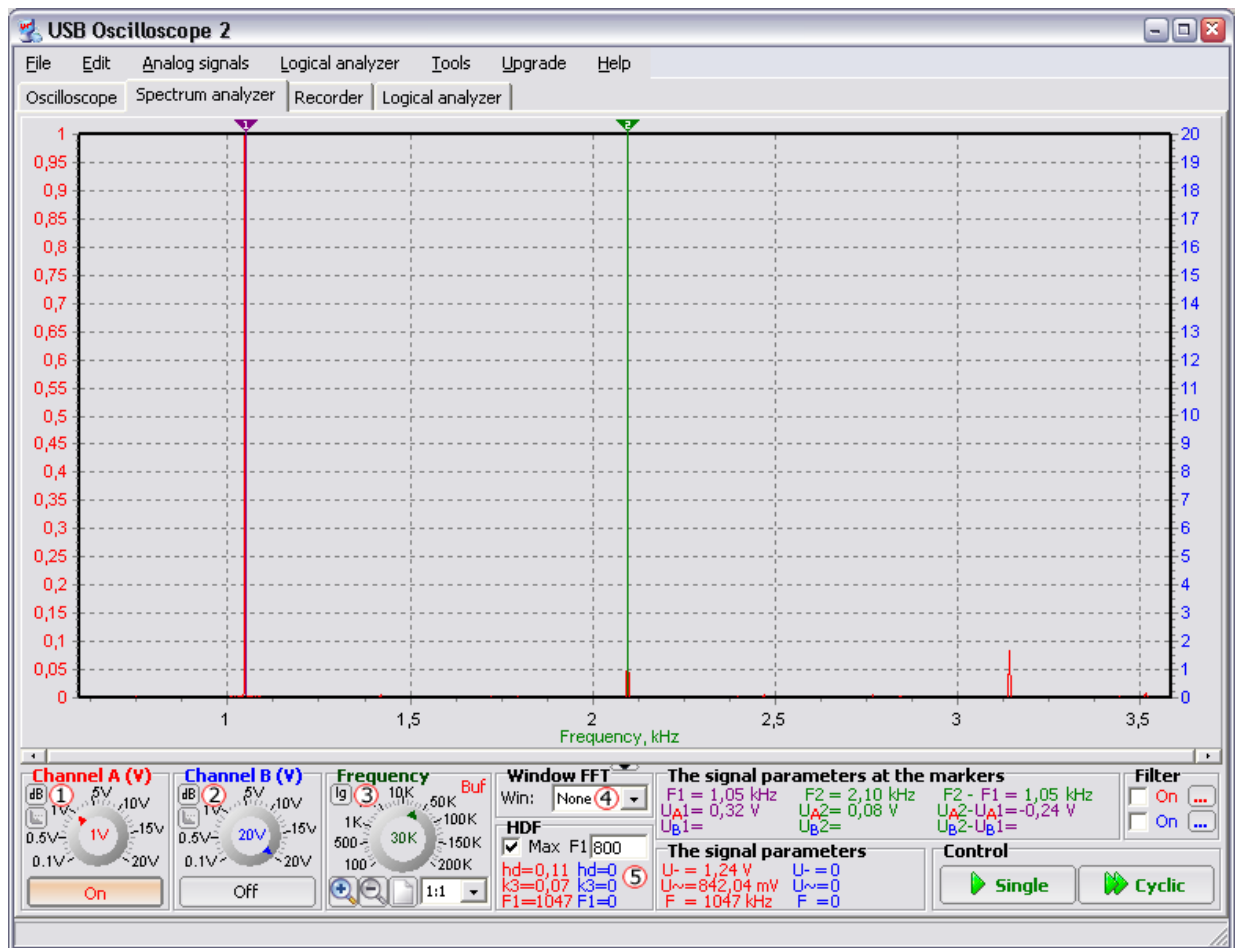 USB Oscilloscope 2
File Edit Analog signals Logical analyzer Tools Upgrade Help
Oscilloscope Spectrum analyzer Recorder Logical analyzer
1 2
1 20
0,95 19
0,9 18
0,85 17
0,8 16
0,75 15
0,7 14
0,65 13
0,6 12
0,55 11
0,5 10
0,45 9
0,4 8
0,35 7
0,3 6
0,25 5
0,2 4
0,15 3
0,1 2
0,05 1
0 0
1 1,5 2 2,5 3 3,5
Frequency, kHz
Channel A (V)
dB 1 5V
1V 10V
0.5V 1V 15V
0.1V 20V
On
Channel B (V)
dB 2 5V
1V 10V
0.5V 20V 15V
0.1V 20V
Off
Frequency
Buf
lg 3 10K 50K
1K 100K
500 30K 150K
100 200K
1:1
Window FFT
Win: None 4
HDF
Max F1 800
hd=0,11 hd=0
k3=0,07 k3=0 5
F1=1047 F1=0
The signal parameters at the markers
F1 = 1,05 kHz F2 = 2,10 kHz F2 - F1 = 1,05 kHz
UA1= 0,32 V UA2= 0,08 V UA2-UA1=-0,24 V
UB1= UB2= UB2-UB1=
The signal parameters
U- = 1,24 V U- =0
U~=842,04 mV U~=0
F = 1047 kHz F =0
Filter
On ...
On ...
Control
Single Cyclic